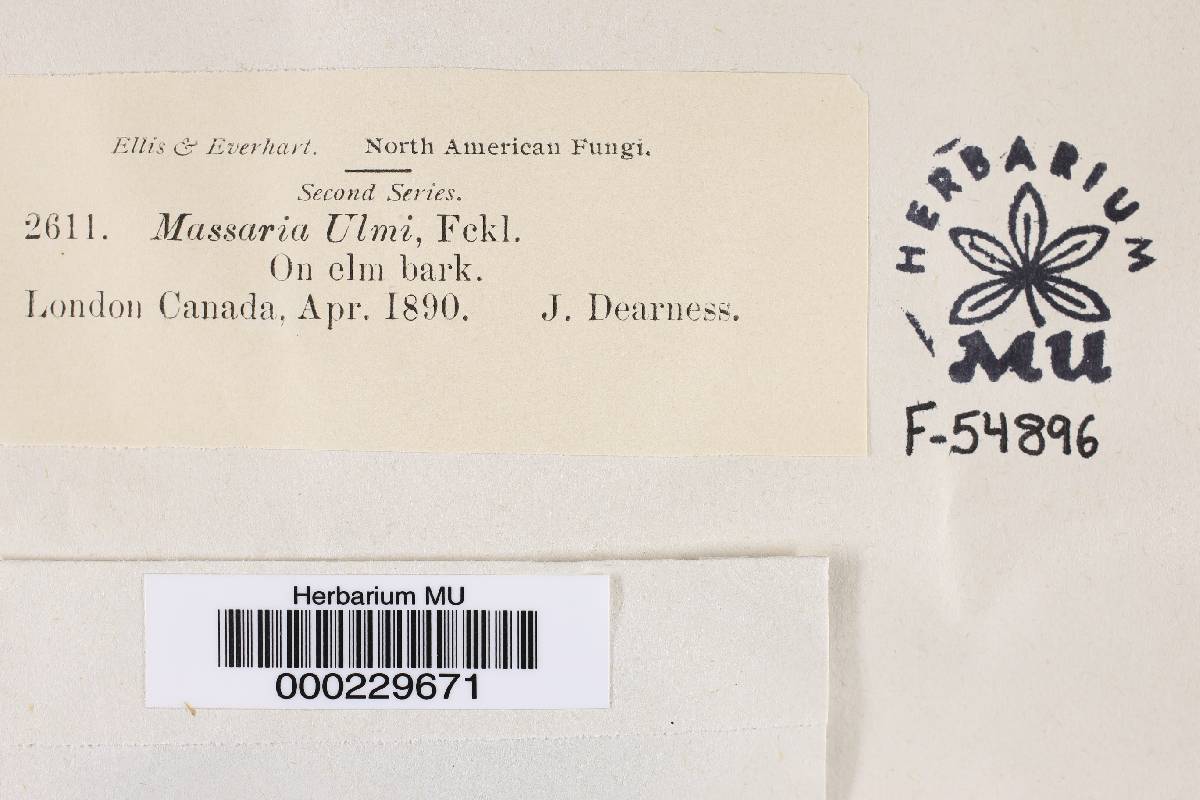 Ellis & Everhart. North American Fungi.
Second Series.
2611. Massaria Ulmi, Fckl.
On elm bark.
London Canada, Apr. 1890. J. Dearness.
HERBARIUM
MU
F-54896
Herbarium MU
000229671